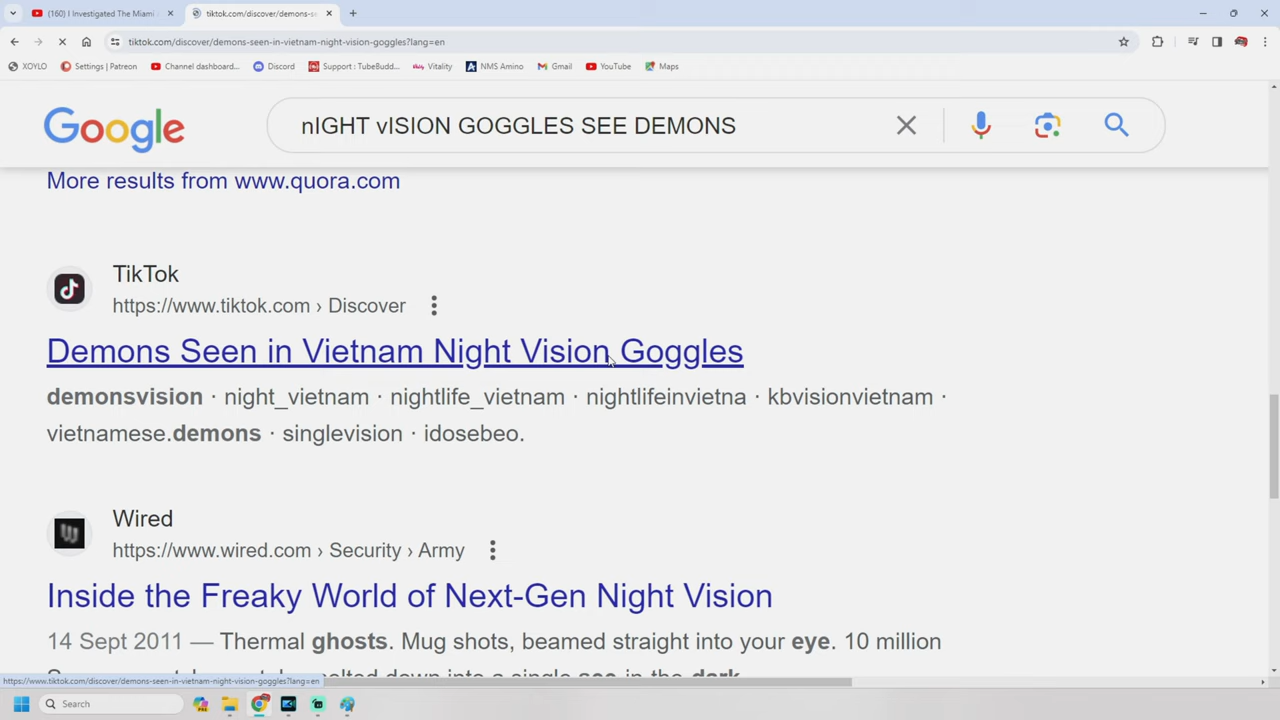 (160) I Investigated The Miami
tiktok.com/discover/demons-se
tiktok.com/discover/demons-seen-in-vietnam-night-vision-goggles?lang=en
XOYLO
Settings | Patreon
Channel dashboard...
Discord
Support : TubeBudd...
Vitality
NMS Amino
Gmail
YouTube
Maps
Google
nIGHT vISION GOGGLES SEE DEMONS
More results from www.quora.com
TikTok
https://www.tiktok.com › Discover
Demons Seen in Vietnam Night Vision Goggles
demonsvision · night_vietnam · nightlife_vietnam · nightlifeinvietna · kbvisionvietnam ·
vietnamese.demons · singlevision · idosebeo.
Wired
https://www.wired.com › Security › Army
Inside the Freaky World of Next-Gen Night Vision
14 Sept 2011 — Thermal ghosts. Mug shots, beamed straight into your eye. 10 million
down into a single see in the dark
https://www.tiktok.com/discover/demons-seen-in-vietnam-night-vision-goggles?lang=en
Search